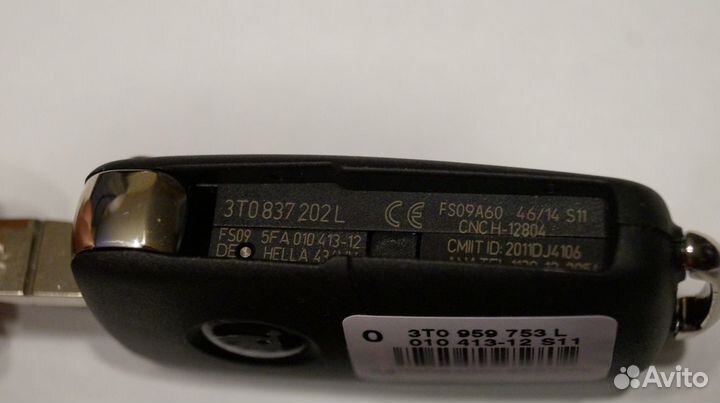 3T0 837 202 L
CE
FS09A60 46/14 S11
CNC H-12804
FS09 5FA 010 413-12
DE HELLA
CMIIT ID: 2011DJ4106
O 3T0 959 753 L
010 413-12 S11
Avito